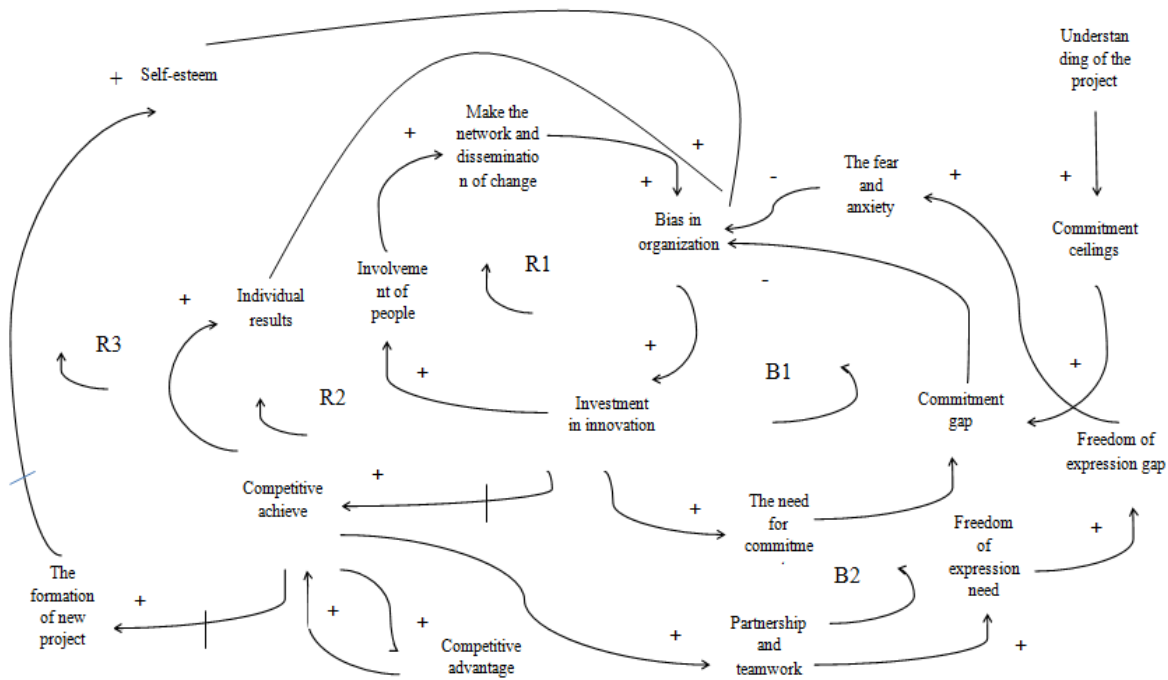 Understan
ding of the
project
+
Self-esteem
Make the
network and
disseminatio
n of change
+
+
+
-
The fear
and
anxiety
+
+
Bias in
organization
Commitment
ceilings
R1
Involveme
nt of
people
-
+
Individual
results
R3
+
+
+
B1
R2
Investment
in innovation
Commitment
gap
Freedom of
expression gap
+
Competitive
achieve
+
The need
for
commitme
Freedom
of
expression
need
+
B2
The
formation
of new
project
+
+
+
Competitive
advantage
+
Partnership
and
teamwork
+